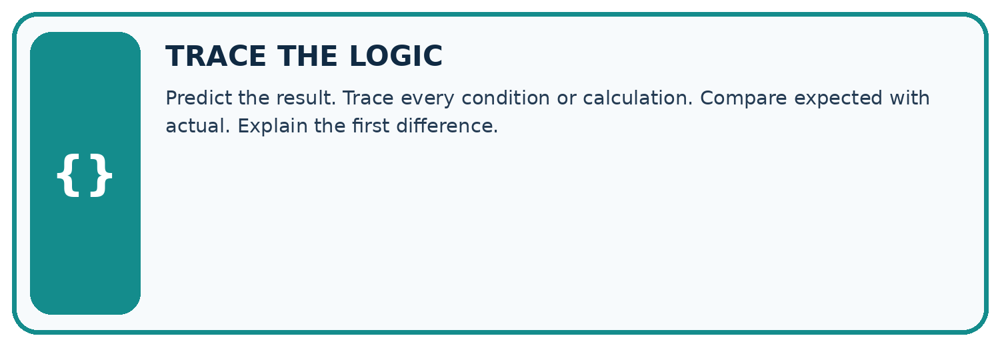 TRACE THE LOGIC
Predict the result. Trace every condition or calculation. Compare expected with
actual. Explain the first difference.
{}